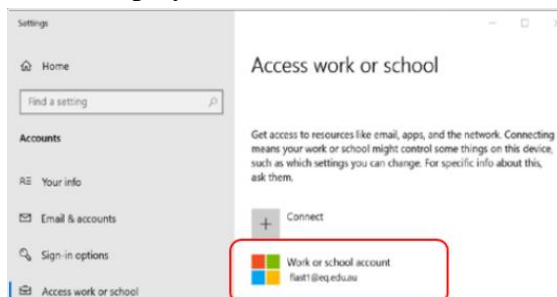 Settings
Home
Find a setting
Accounts
Your info
Email & accounts
Sign-in options
Access work or school
Access work or school
Get access to resources like email, apps, and the network. Connecting
means your work or school might control some things on this device,
such as which settings you can change. For specific info about this,
ask them.
Connect
Work or school account
flast1@eq.edu.au